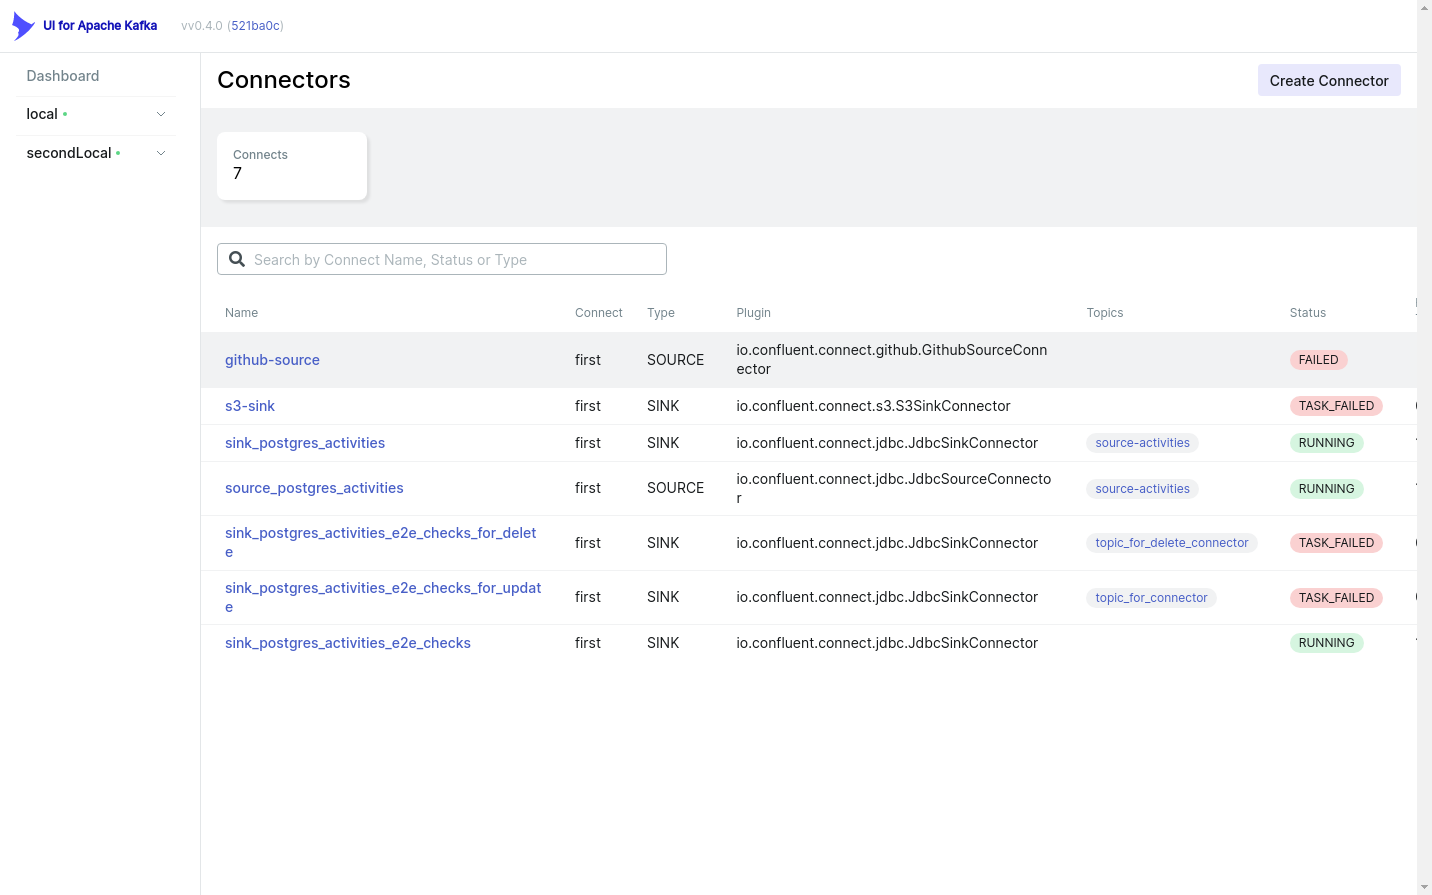 UI for Apache Kafka vv0.4.0 (521ba0c)
Dashboard
local
secondLocal
Connectors
Create Connector
Connects
7
Search by Connect Name, Status or Type
Name Connect Type Plugin Topics Status
github-source first SOURCE io.confluent.connect.github.GithubSourceConn
ector FAILED
s3-sink first SINK io.confluent.connect.s3.S3SinkConnector TASK_FAILED
sink_postgres_activities first SINK io.confluent.connect.jdbc.JdbcSinkConnector source-activities RUNNING
source_postgres_activities first SOURCE io.confluent.connect.jdbc.JdbcSourceConnecto
r source-activities RUNNING
sink_postgres_activities_e2e_checks_for_delet
e first SINK io.confluent.connect.jdbc.JdbcSinkConnector topic_for_delete_connector TASK_FAILED
sink_postgres_activities_e2e_checks_for_updat
e first SINK io.confluent.connect.jdbc.JdbcSinkConnector topic_for_connector TASK_FAILED
sink_postgres_activities_e2e_checks first SINK io.confluent.connect.jdbc.JdbcSinkConnector RUNNING